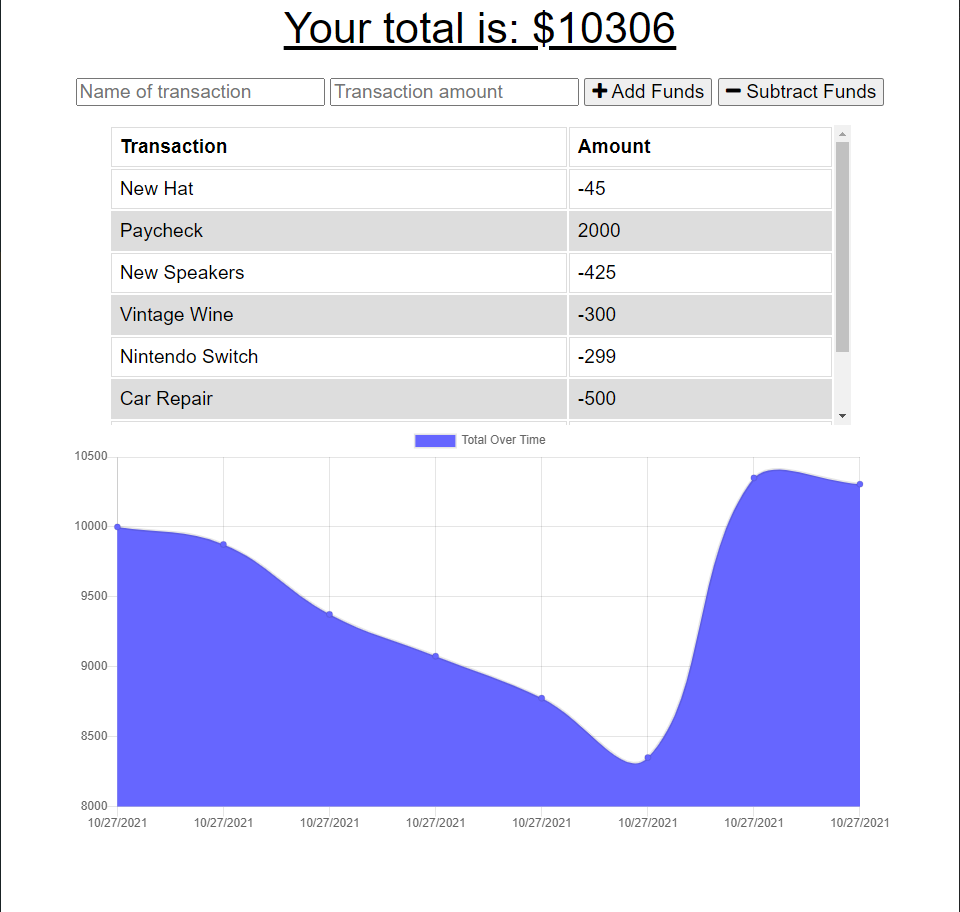 Your total is: $10306
Name of transaction Transaction amount Add Funds Subtract Funds
Transaction Amount
New Hat -45
Paycheck 2000
New Speakers -425
Vintage Wine -300
Nintendo Switch -299
Car Repair -500
Total Over Time
10500
10000
9500
9000
8500
8000
10/27/2021 10/27/2021 10/27/2021 10/27/2021 10/27/2021 10/27/2021 10/27/2021 10/27/2021